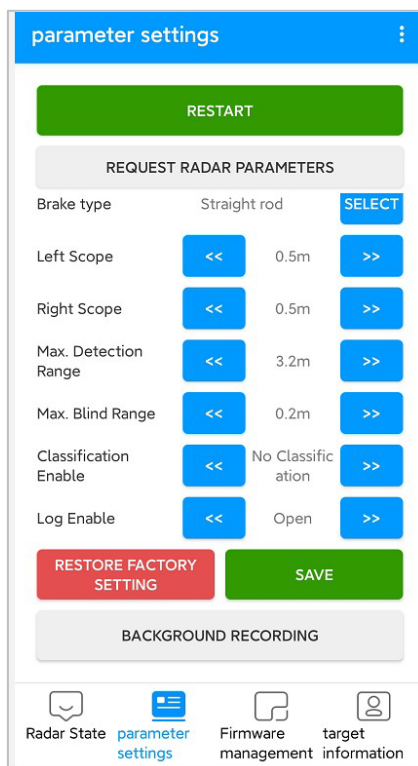 parameter settings
RESTART
REQUEST RADAR PARAMETERS
Brake type Straight rod SELECT
Left Scope << 0.5m >>
Right Scope << 0.5m >>
Max. Detection
Range << 3.2m >>
Max. Blind Range << 0.2m >>
Classification
Enable << No Classific
ation >>
Log Enable << Open >>
RESTORE FACTORY
SETTING
SAVE
BACKGROUND RECORDING
Radar State
parameter
settings
Firmware
management
target
information